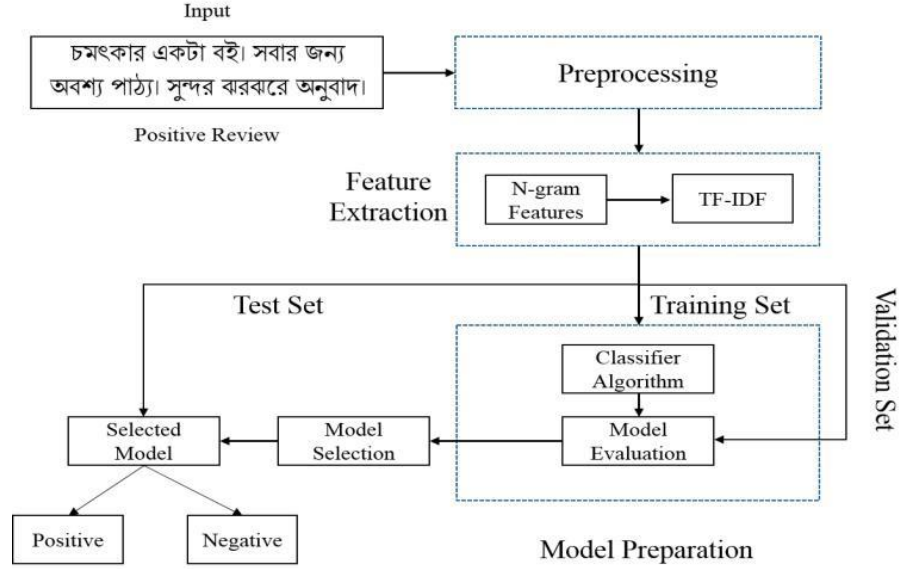 Input
চমৎকার একটা বই। সবার জন্য
অবশ্য পাঠ্য। সুন্দর ঝরঝরে অনুবাদ।
Positive Review
Preprocessing
Feature
Extraction
N-gram
Features
TF-IDF
Test Set
Training Set
Validation Set
Classifier
Algorithm
Model
Evaluation
Model
Selection
Selected
Model
Positive
Negative
Model Preparation